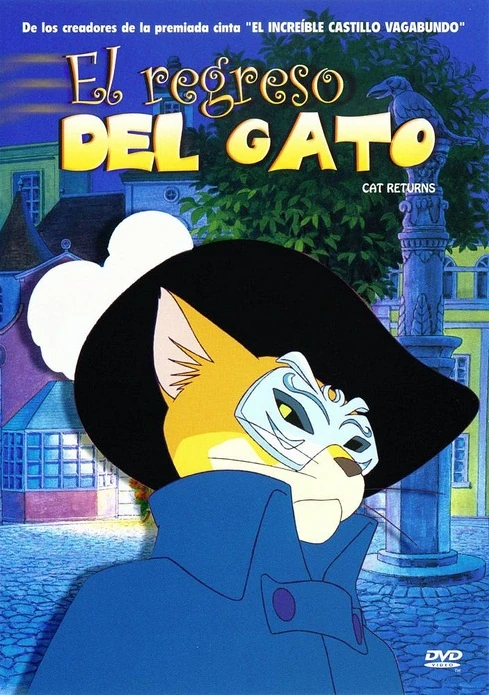 De los creadores de la premiada cinta "EL INCREÍBLE CASTILLO VAGABUNDO"
El regreso
DEL GATO
CAT RETURNS
DVD
VIDEO